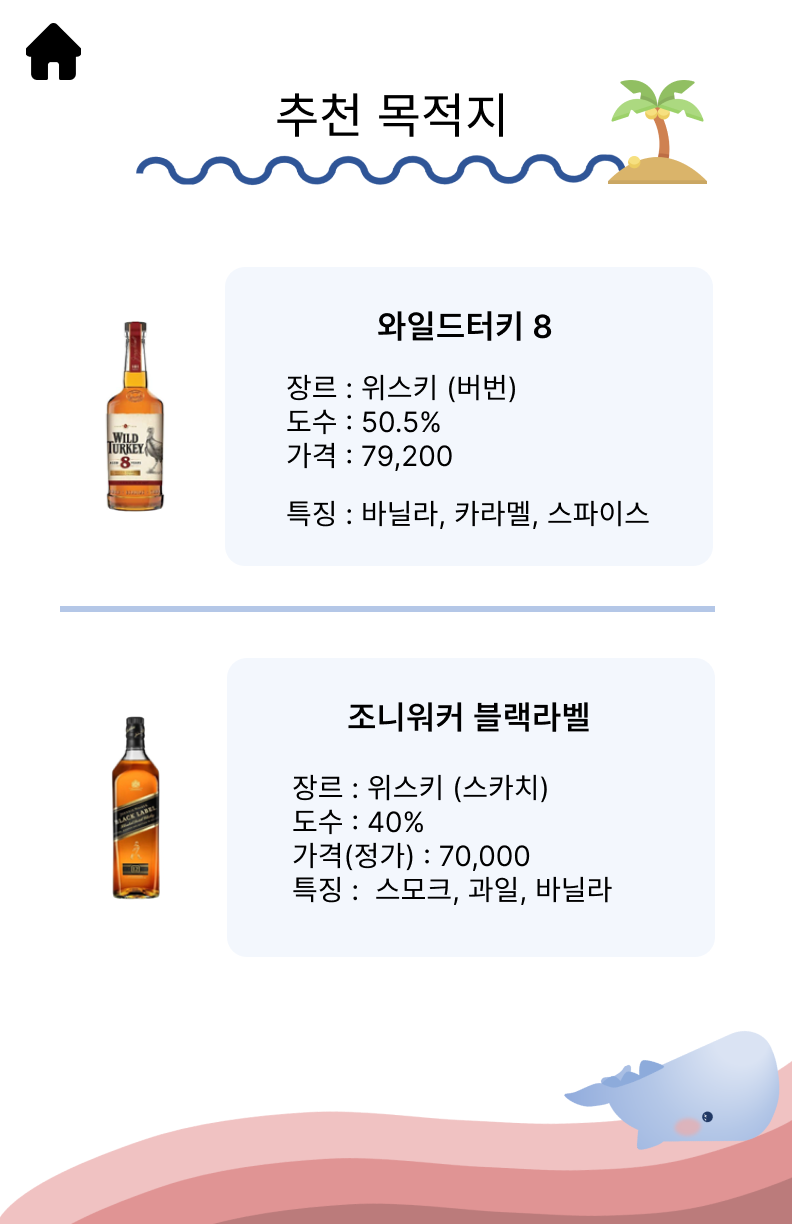 추천 목적지
와일드터키 8
장르 : 위스키 (버번)
도수 : 50.5%
가격 : 79,200
특징 : 바닐라, 카라멜, 스파이스
WILD
TURKEY
8
조니워커 블랙라벨
장르 : 위스키 (스카치)
도수 : 40%
가격(정가) : 70,000
특징 :  스모크, 과일, 바닐라
BLACK LABEL